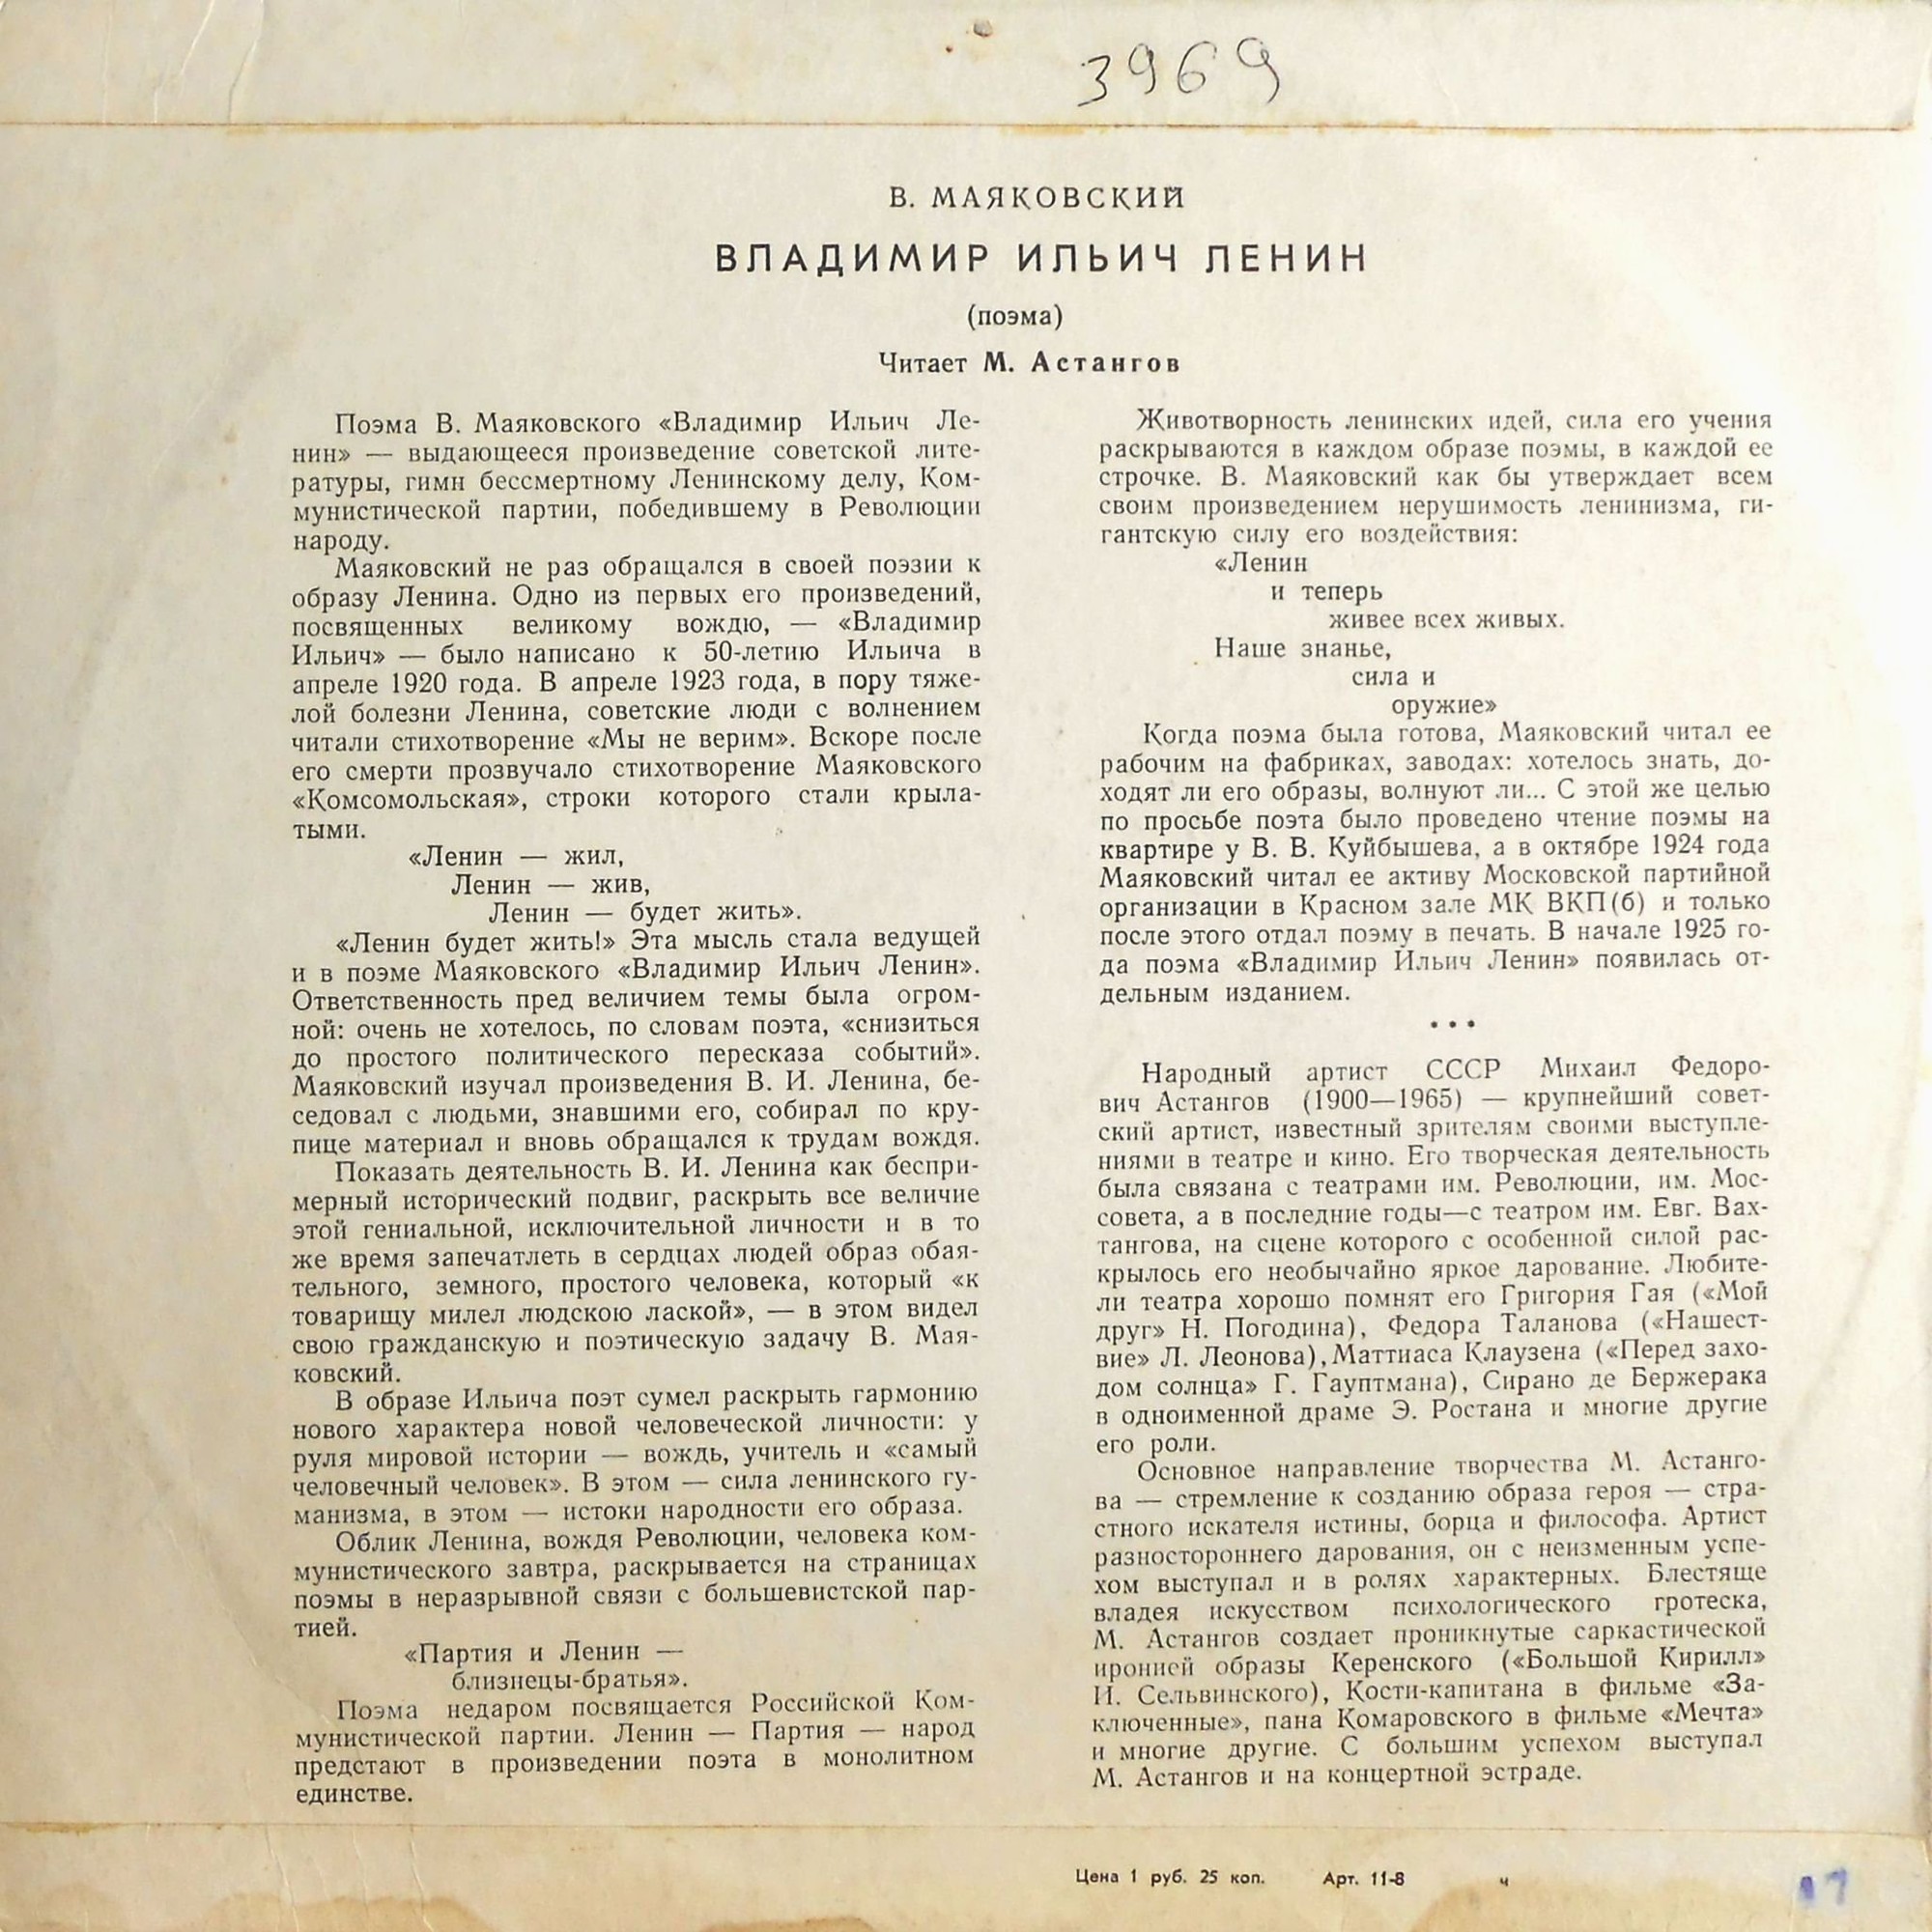 3969
В. МАЯКОВСКИЙ
ВЛАДИМИР ИЛЬИЧ ЛЕНИН
(поэма)
Читает М. Астангов
Поэма В. Маяковского «Владимир Ильич Ле-
нин» — выдающееся произведение советской лите-
ратуры, гимн бессмертному Ленинскому делу, Ком-
мунистической партии, победившему в Революции
народу.
Маяковский не раз обращался в своей поэзии к
образу Ленина. Одно из первых его произведений,
посвященных великому вождю, — «Владимир
Ильич» — было написано к 50-летию Ильича в
апреле 1920 года. В апреле 1923 года, в пору тяже-
лой болезни Ленина, советские люди с волнением
читали стихотворение «Мы не верим». Вскоре после
его смерти прозвучало стихотворение Маяковского
«Комсомольская», строки которого стали крыла-
тыми.
«Ленин — жил,
Ленин — жив,
Ленин — будет жить».
«Ленин будет жить!» Эта мысль стала ведущей
и в поэме Маяковского «Владимир Ильич Ленин».
Ответственность пред величием темы была огром-
ной: очень не хотелось, по словам поэта, «снизиться
до простого политического пересказа событий».
Маяковский изучал произведения В. И. Ленина, бе-
седовал с людьми, знавшими его, собирал по кру-
пице материал и вновь обращался к трудам вождя.
Показать деятельность В. И. Ленина как беспри-
мерный исторический подвиг, раскрыть все величие
этой гениальной, исключительной личности и в то
же время запечатлеть в сердцах людей образ обая-
тельного, земного, простого человека, который «к
товарищу милел людскою лаской», — в этом видел
свою гражданскую и поэтическую задачу В. Мая-
ковский.
В образе Ильича поэт сумел раскрыть гармонию
нового характера новой человеческой личности: у
руля мировой истории — вождь, учитель и «самый
человечный человек». В этом — сила ленинского гу-
манизма, в этом — истоки народности его образа.
Облик Ленина, вождя Революции, человека ком-
мунистического завтра, раскрывается на страницах
поэмы в неразрывной связи с большевистской пар-
тией.
«Партия и Ленин —
близнецы-братья».
Поэма недаром посвящается Российской Ком-
мунистической партии. Ленин — Партия — народ
предстают в произведении поэта в монолитном
единстве.
Животворность ленинских идей, сила его учения
раскрываются в каждом образе поэмы, в каждой ее
строчке. В. Маяковский как бы утверждает всем
своим произведением нерушимость ленинизма, ги-
гантскую силу его воздействия:
«Ленин
и теперь
живее всех живых.
Наше знанье,
сила и
оружие»
Когда поэма была готова, Маяковский читал ее
рабочим на фабриках, заводах: хотелось знать, до-
ходят ли его образы, волнуют ли... С этой же целью
по просьбе поэта было проведено чтение поэмы на
квартире у В. В. Куйбышева, а в октябре 1924 года
Маяковский читал ее активу Московской партийной
организации в Красном зале МК ВКП(б) и только
после этого отдал поэму в печать. В начале 1925 го-
да поэма «Владимир Ильич Ленин» появилась от-
дельным изданием.
• • •
Народный артист СССР Михаил Федоро-
вич Астангов (1900—1965) — крупнейший совет-
ский артист, известный зрителям своими выступле-
ниями в театре и кино. Его творческая деятельность
была связана с театрами им. Революции, им. Мос-
совета, а в последние годы—с театром им. Евг. Вах-
тангова, на сцене которого с особенной силой рас-
крылось его необычайно яркое дарование. Любите-
ли театра хорошо помнят его Григория Гая («Мой
друг» Н. Погодина), Федора Таланова («Нашест-
вие» Л. Леонова), Маттиаса Клаузена («Перед захо-
дом солнца» Г. Гауптмана), Сирано де Бержерака
в одноименной драме Э. Ростана и многие другие
его роли.
Основное направление творчества М. Астанго-
ва — стремление к созданию образа героя — стра-
стного искателя истины, борца и философа. Артист
разностороннего дарования, он с неизменным успе-
хом выступал и в ролях характерных. Блестяще
владея искусством психологического гротеска,
М. Астангов создает проникнутые саркастической
иронией образы Керенского («Большой Кирилл»
И. Сельвинского), Кости-капитана в фильме «За-
ключенные», пана Комаровского в фильме «Мечта»
и многие другие. С большим успехом выступал
М. Астангов и на концертной эстраде.
Цена 1 руб. 25 коп. Арт. 11-8 ч